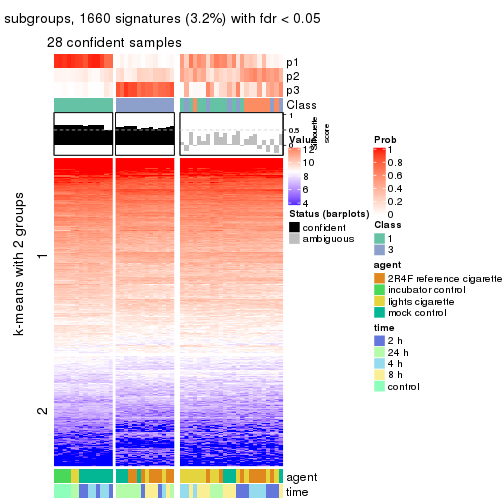 subgroups, 1660 signatures (3.2%) with fdr < 0.05
28 confident samples
p1
p2
p3
Class
1
0.5
0
Silhouette
score
Value
12
10
8
6
4
Status (barplots)
confident
ambiguous
Prob
1
0.8
0.6
0.4
0.2
0
Class
1
3
agent
2R4F reference cigarette
incubator control
lights cigarette
mock control
time
2 h
24 h
4 h
8 h
control
k-means with 2 groups
1
2
agent
time